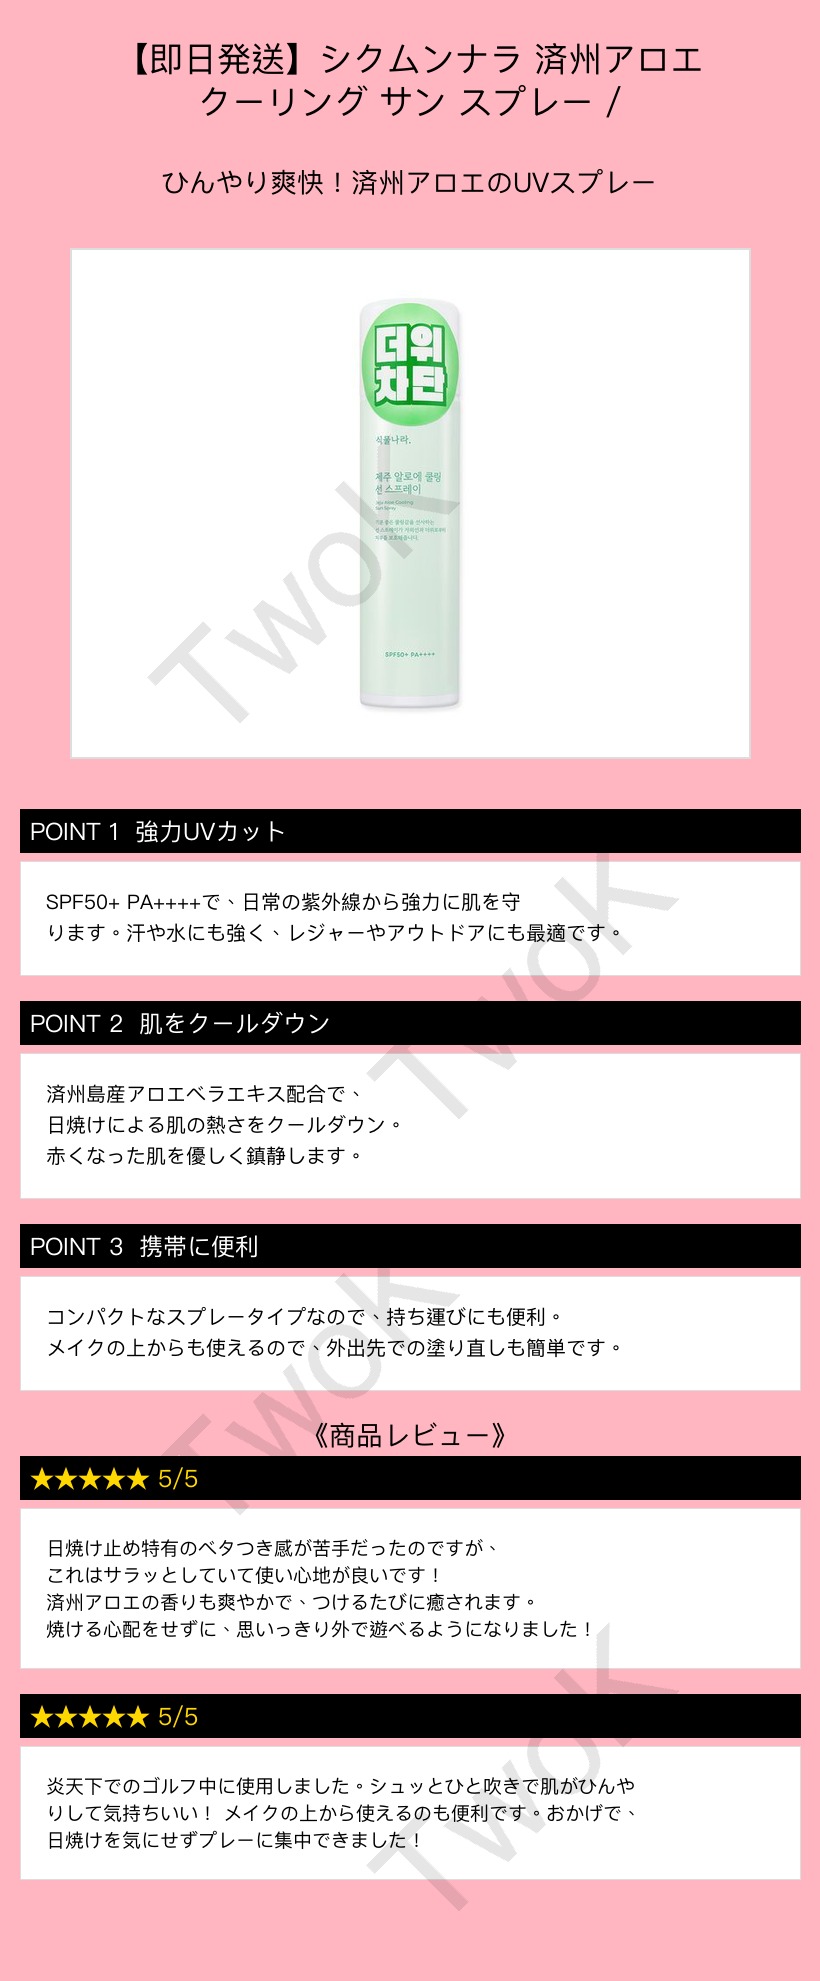 【即日発送】シクムンナラ 済州アロエ
クーリング サン スプレー /
ひんやり爽快！済州アロエのUVスプレー
더위
차단
식물나라.
제주 알로에 쿨링
선 스프레이
Jeju Aloe Cooling
Sun Spray
SPF50+ PA++++
TwoK
POINT 1 強力UVカット
SPF50+ PA++++で、日常の紫外線から強力に肌を守
ります。汗や水にも強く、レジャーやアウトドアにも最適です。
TwoK
POINT 2 肌をクールダウン
済州島産アロエベラエキス配合で、
日焼けによる肌の熱さをクールダウン。
赤くなった肌を優しく鎮静します。
POINT 3 携帯に便利
コンパクトなスプレータイプなので、持ち運びにも便利。
メイクの上からも使えるので、外出先での塗り直しも簡単です。
TwoK
《商品レビュー》
★★★★★ 5/5
日焼け止め特有のベタつき感が苦手だったのですが、
これはサラッとしていて使い心地が良いです！
済州アロエの香りも爽やかで、つけるたびに癒されます。
焼ける心配をせずに、思いっきり外で遊べるようになりました！
★★★★★ 5/5
炎天下でのゴルフ中に使用しました。シュッとひと吹きで肌がひんや
りして気持ちいい！ メイクの上から使えるのも便利です。おかげで、
日焼けを気にせずプレーに集中できました！
TwoK